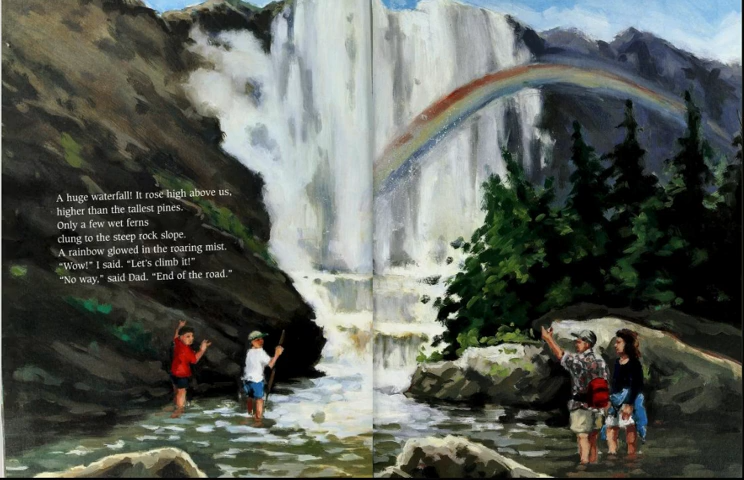 A huge waterfall! It rose high above us,
higher than the tallest pines.
Only a few wet ferns
clung to the steep rock slope.
A rainbow glowed in the roaring mist.
"Wow!" I said. "Let's climb it!"
"No way," said Dad. "End of the road."